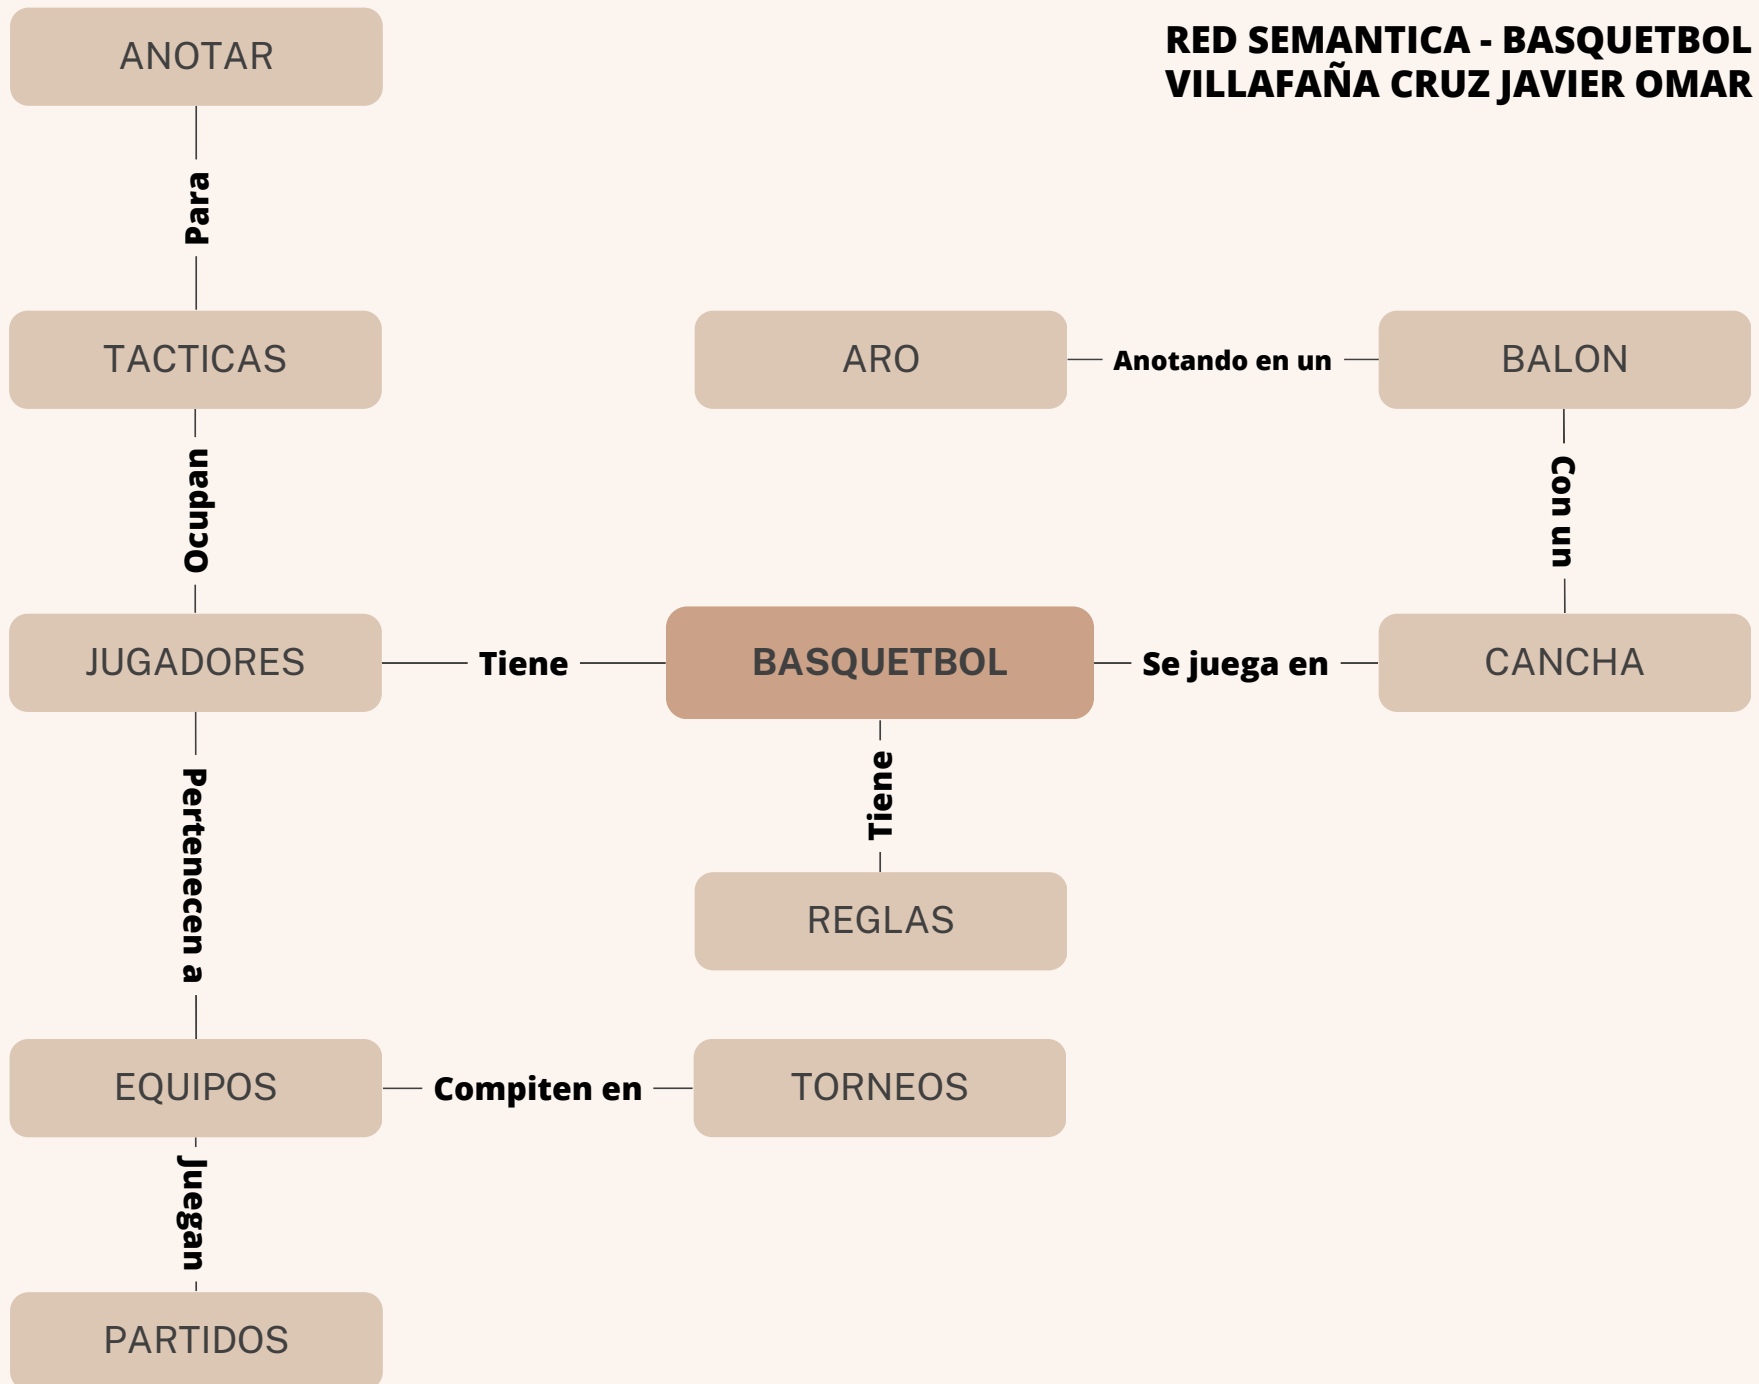 RED SEMANTICA - BASQUETBOL
VILLAFAÑA CRUZ JAVIER OMAR
ANOTAR
Para
TACTICAS
ARO
Anotando en un
BALON
Ocupan
Con un
JUGADORES
Tiene
BASQUETBOL
Se juega en
CANCHA
Tiene
Pertenecen a
REGLAS
EQUIPOS
Compiten en
TORNEOS
Juegan
PARTIDOS